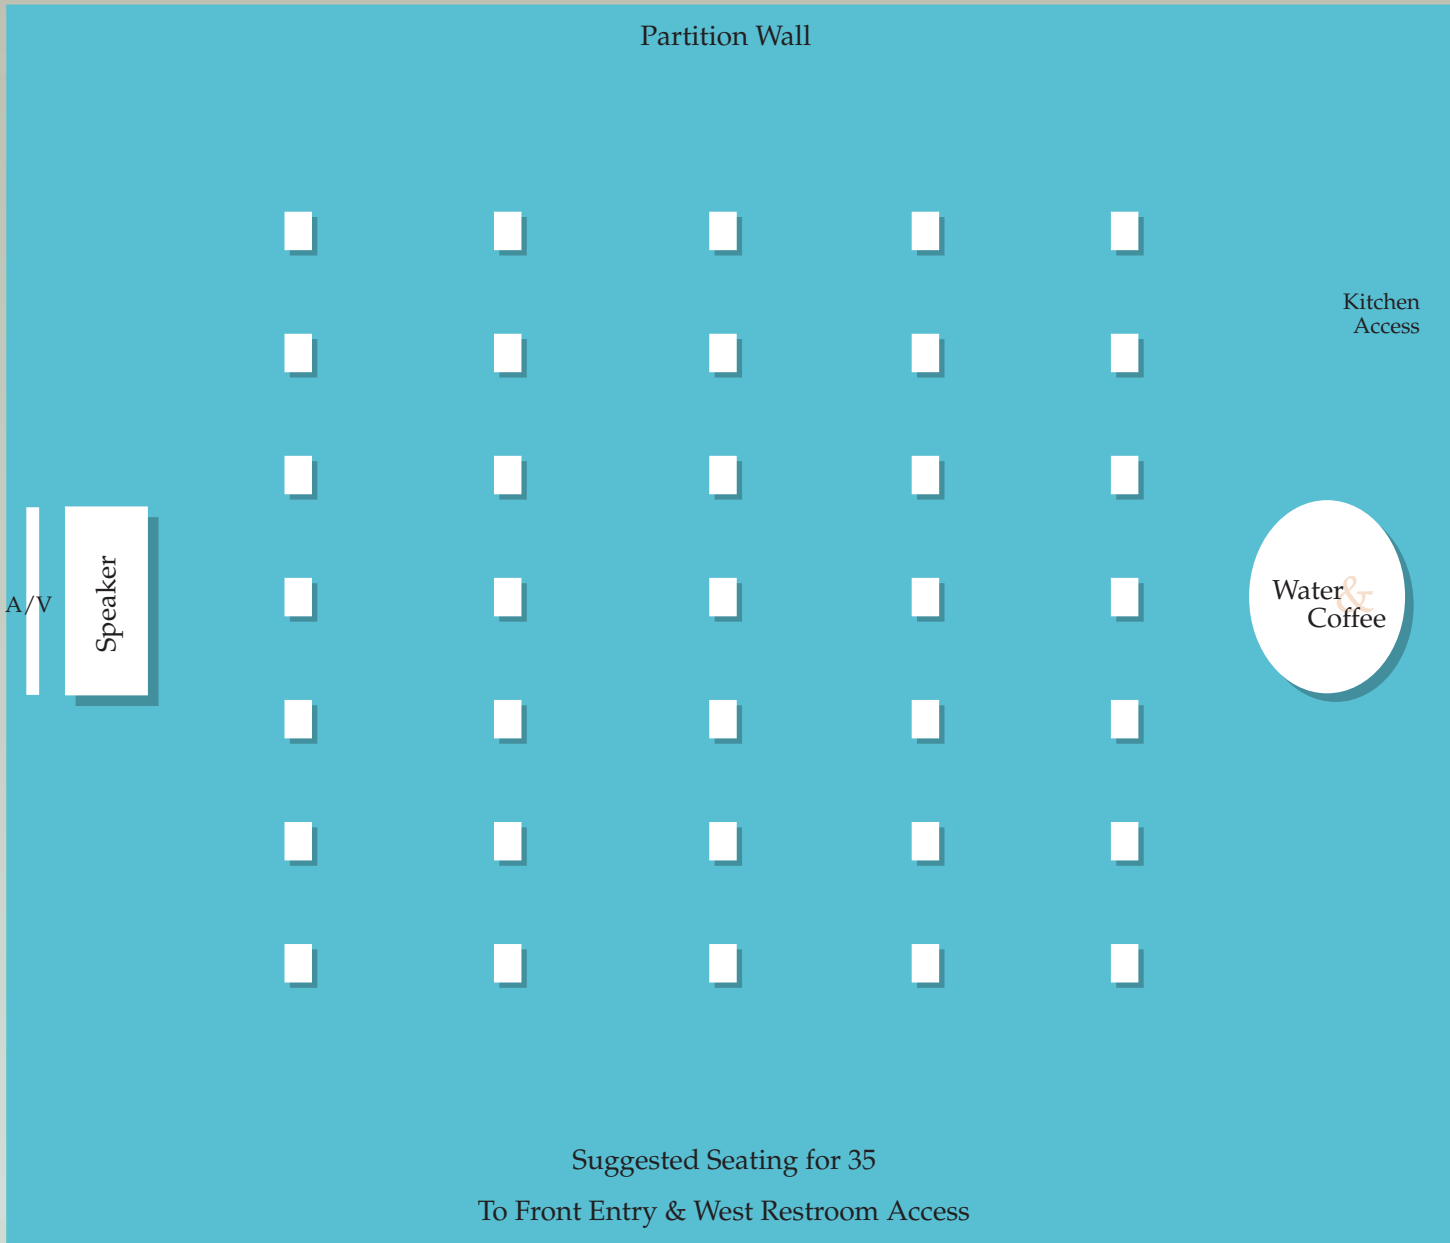 Partition Wall
Kitchen
Access
A/V
Speaker
Water &
Coffee
Suggested Seating for 35
To Front Entry & West Restroom Access